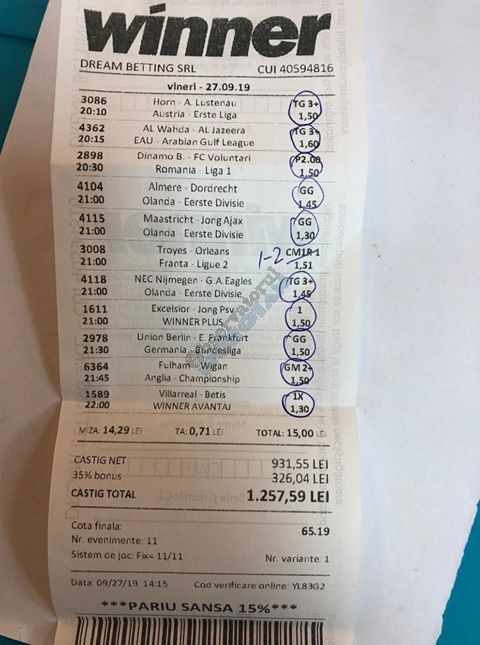 winner
DREAM BETTING SRL CUI 40594816
vineri - 27.09.19
3086 Horn - A. Lustenau TG 3+
20:10 Austria - Erste Liga 1,50
4362 AL Wahda - AL Jazeera TG 3+
20:15 EAU - Arabian Gulf League 1,60
2898 Dinamo B. - FC Voluntari P2.00
20:30 Romania - Liga 1 1,50
4104 Almere - Dordrecht GG
21:00 Olanda - Eerste Divisie 1,45
4115 Maastricht - Jong Ajax GG
21:00 Olanda - Eerste Divisie 1,30
3008 Troyes - Orleans 1-2 CM1R 1
21:00 Franta - Ligue 2 1,51
4118 NEC Nijmegen - G.A.Eagles TG 3+
21:00 Olanda - Eerste Divisie 1,45
1611 Excelsior - Jong Psv 1
21:00 WINNER PLUS 1,50
2978 Union Berlin - E. Frankfurt GG
21:30 Germania - Bundesliga 1,50
6364 Fulham - Wigan GM 2+
21:45 Anglia - Championship 1,50
1589 Villarreal - Betis 1X
22:00 WINNER AVANTAJ 1,30
MIZA: 14,29 LEI TA: 0,71 LEI TOTAL: 15,00 LEI
CASTIG NET 931,55 LEI
35% bonus 326,04 LEI
CASTIG TOTAL 1.257,59 LEI
Cota finala: 65.19
Nr. evenimente: 11
Sistem de joc: Fix= 11/11 Nr. variante: 1
Data: 09/27/19 14:15 Cod verificare online: YL83G2
***PARIU SANSA 15%***